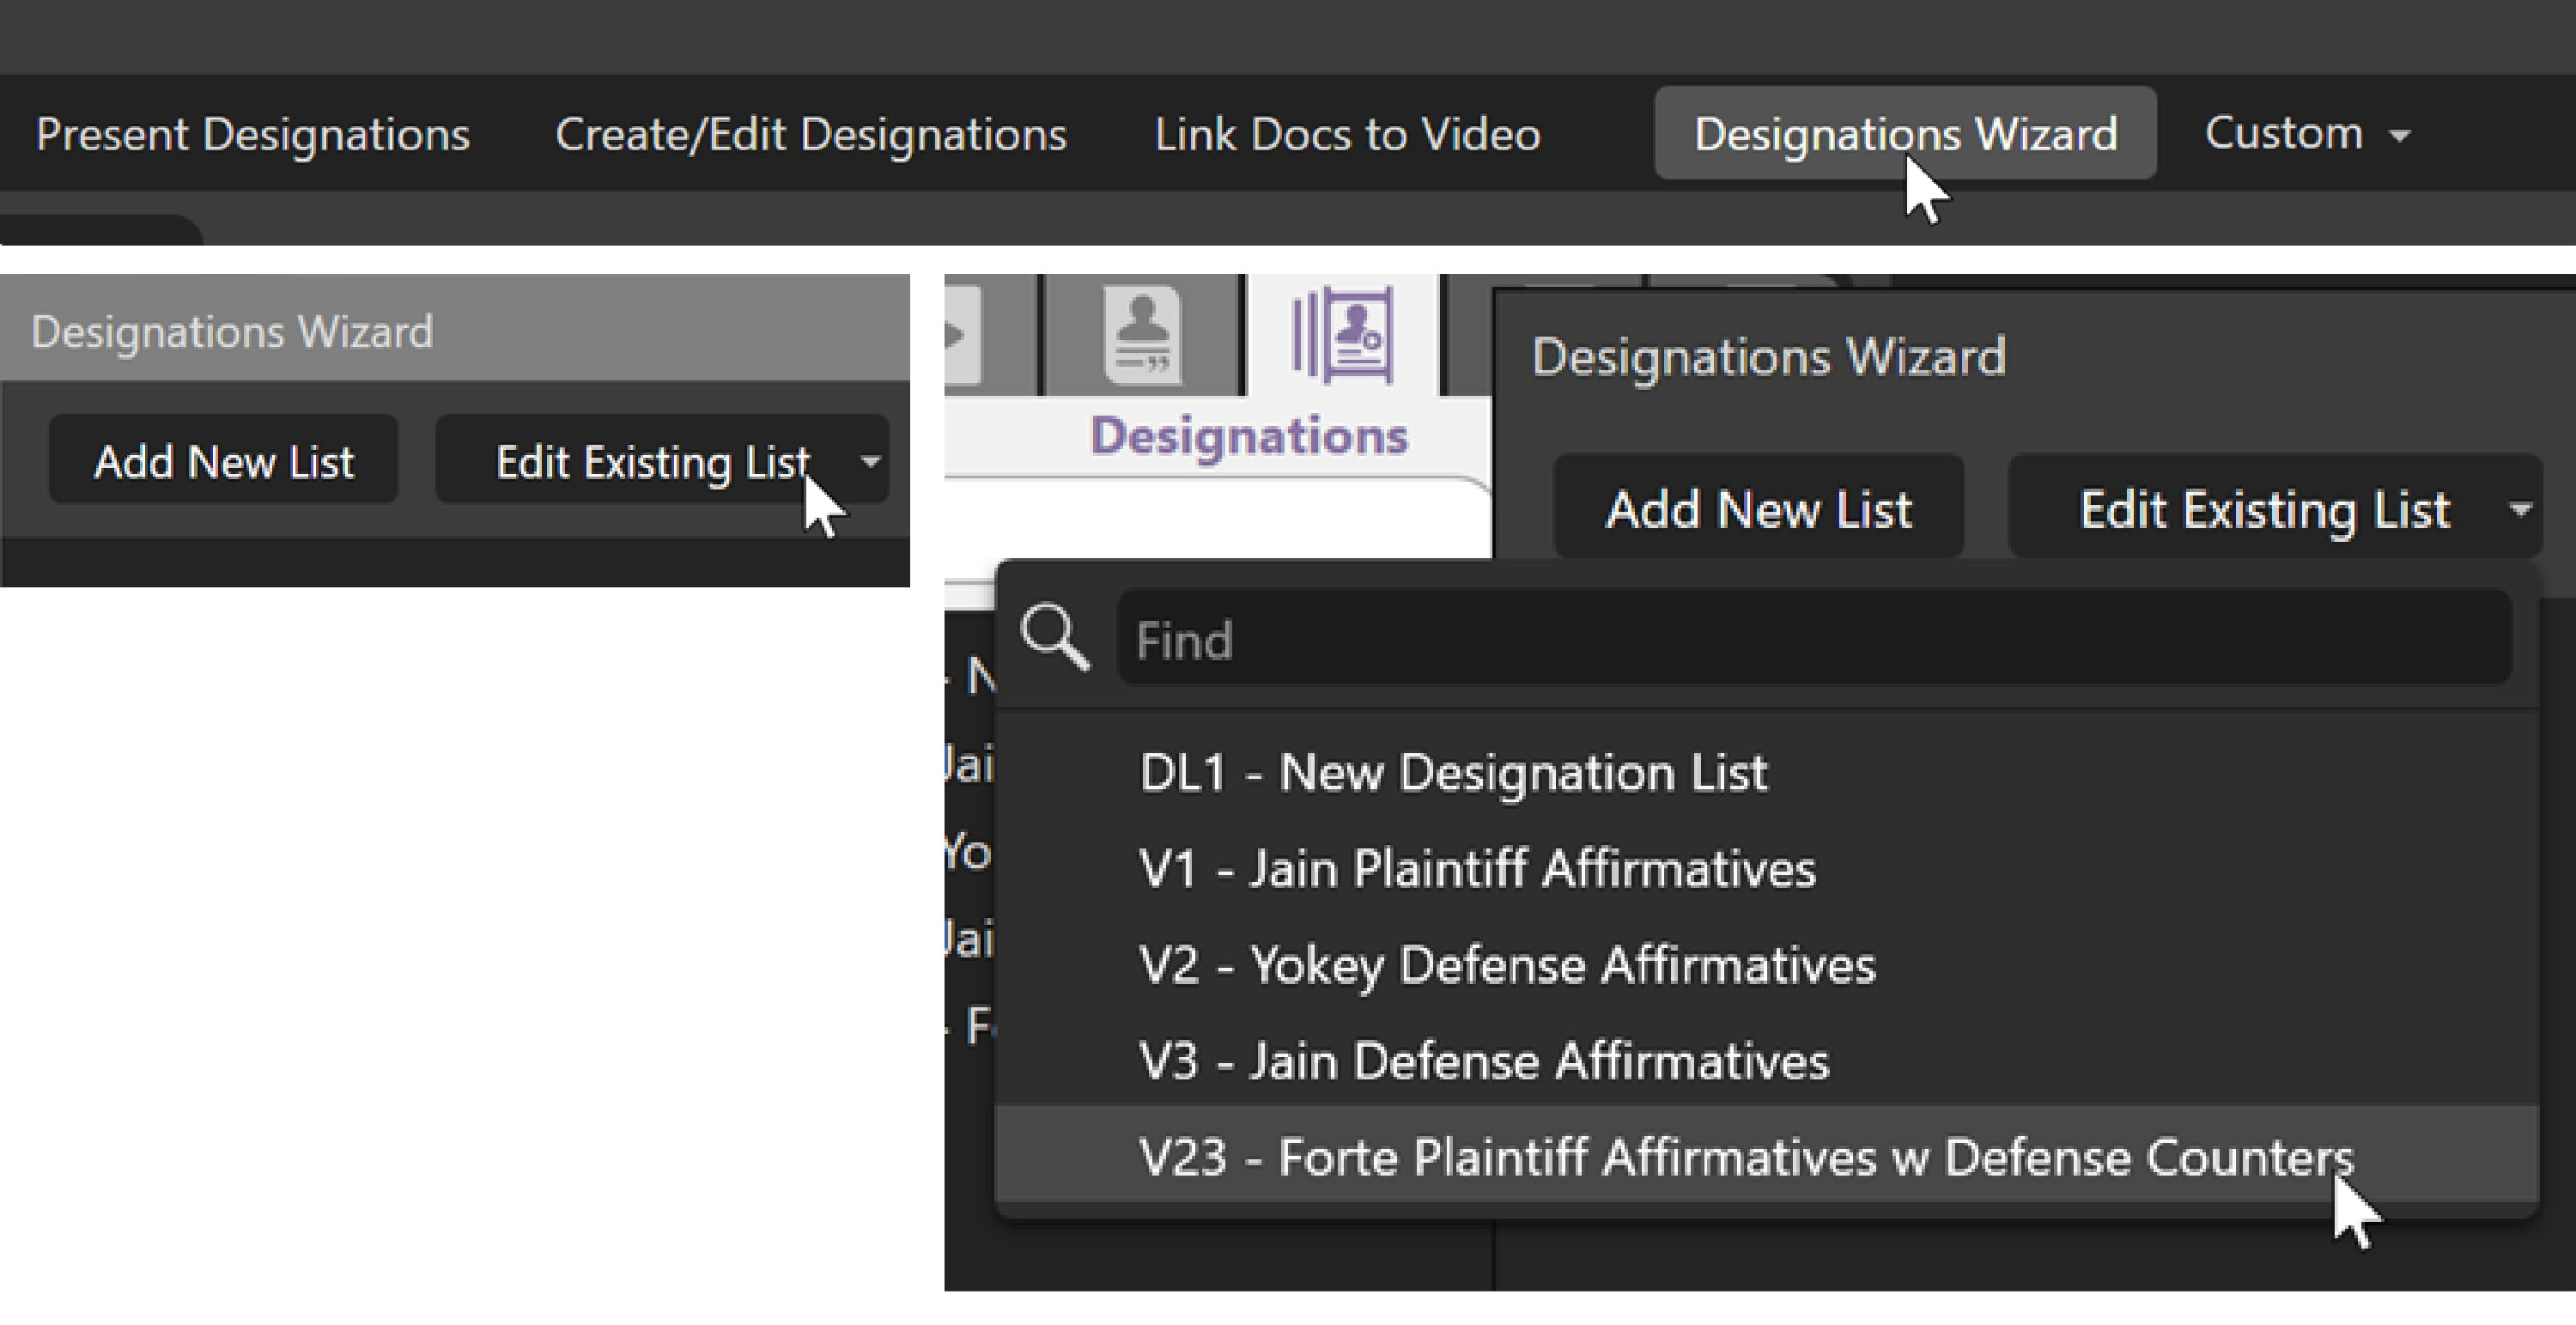 Present Designations Create/Edit Designations Link Docs to Video Designations Wizard Custom
Designations Wizard
Add New List Edit Existing List
Designations
Designations Wizard
Add New List Edit Existing List
Find
DL1 - New Designation List
V1 - Jain Plaintiff Affirmatives
V2 - Yokey Defense Affirmatives
V3 - Jain Defense Affirmatives
V23 - Forte Plaintiff Affirmatives w Defense Counters